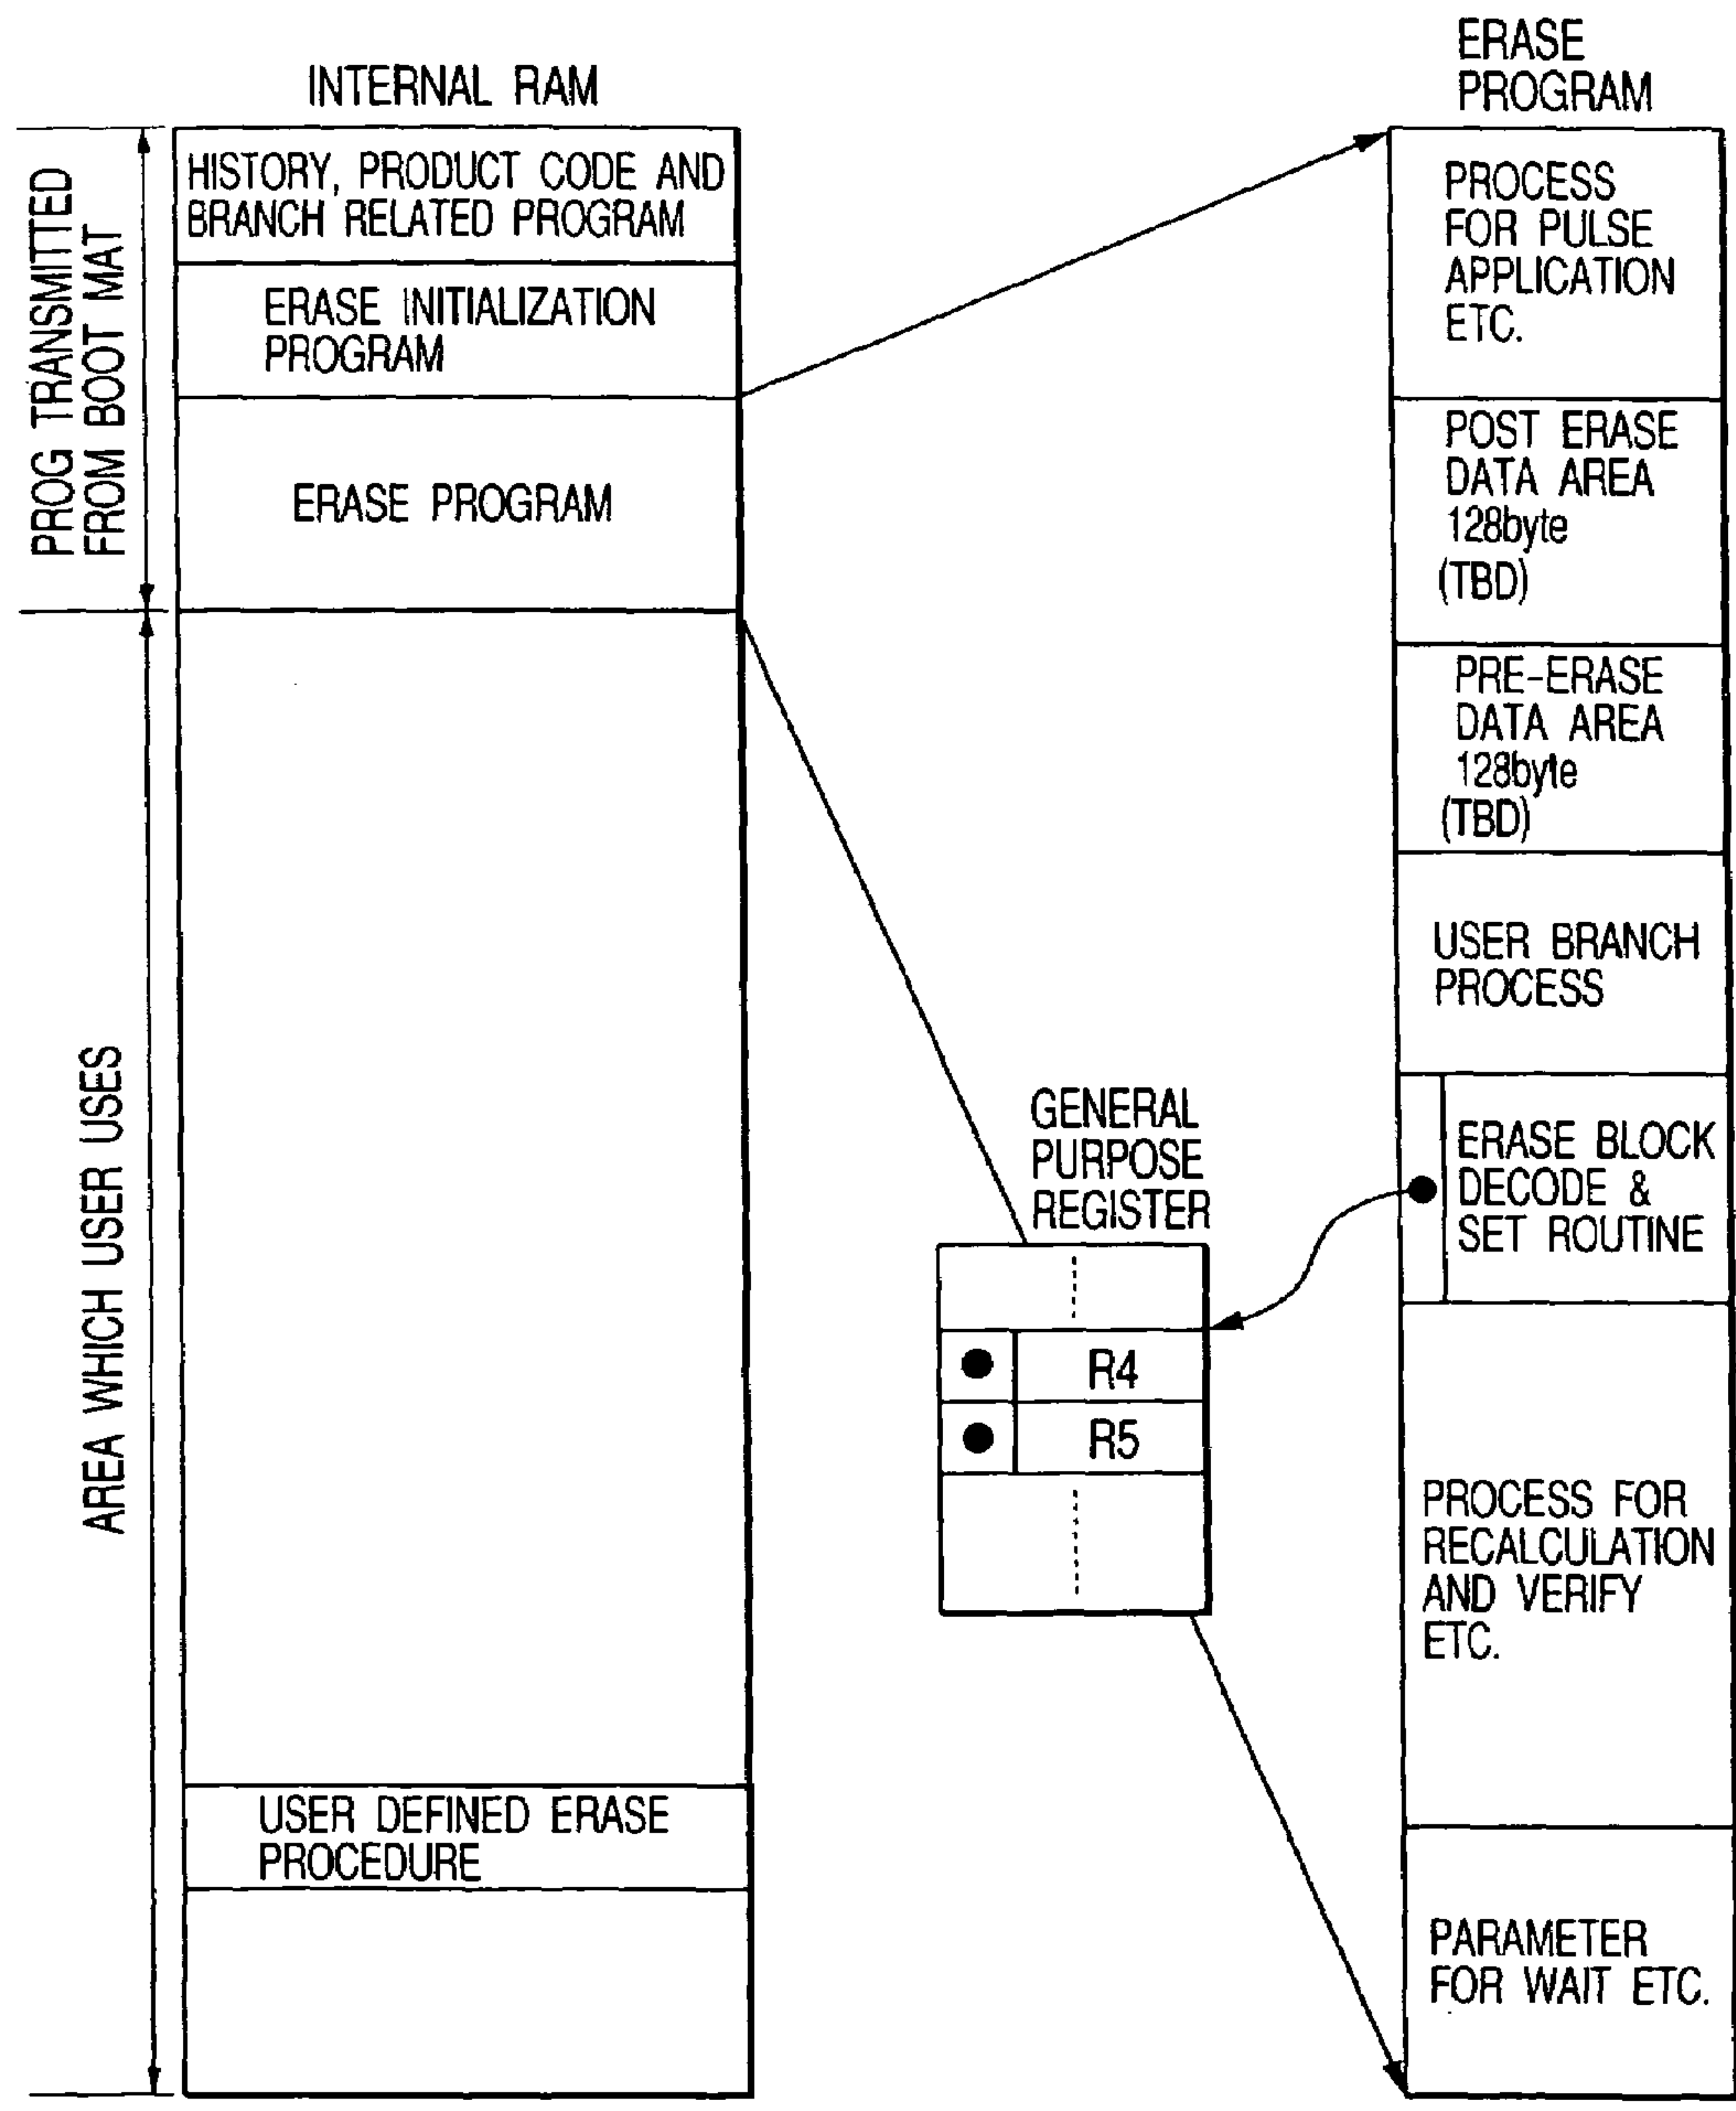 INTERNAL RAM
HISTORY, PRODUCT CODE AND
BRANCH RELATED PROGRAM
ERASE INITIALIZATION
PROGRAM
ERASE PROGRAM
USER DEFINED ERASE
PROCEDURE
PROG TRANSMITTED
FROM BOOT MAT
AREA WHICH USER USES
GENERAL
PURPOSE
REGISTER
R4
R5
ERASE
PROGRAM
PROCESS
FOR PULSE
APPLICATION
ETC.
POST ERASE
DATA AREA
128byte
(TBD)
PRE-ERASE
DATA AREA
128byte
(TBD)
USER BRANCH
PROCESS
ERASE BLOCK
DECODE &
SET ROUTINE
PROCESS FOR
RECALCULATION
AND VERIFY
ETC.
PARAMETER
FOR WAIT ETC.